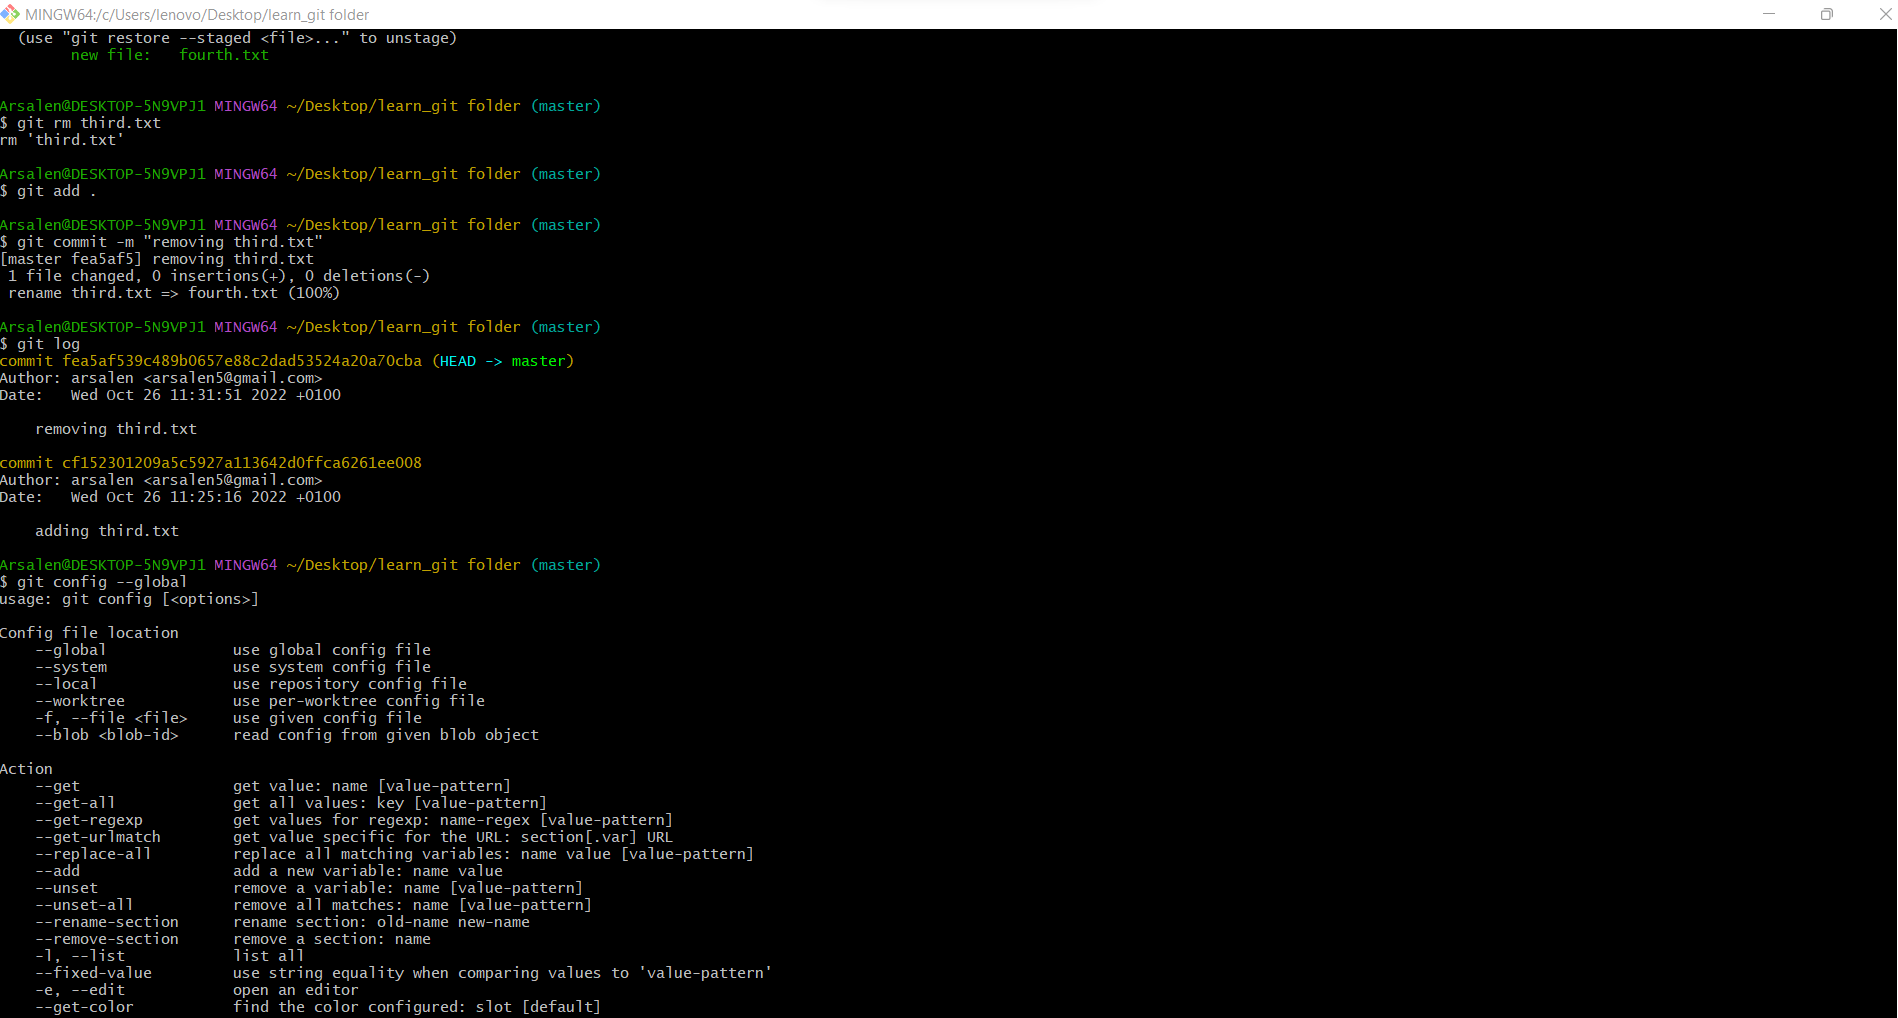 MINGW64:/c/Users/lenovo/Desktop/learn_git folder
(use "git restore --staged <file>..." to unstage)
new file:   fourth.txt
Arsalen@DESKTOP-5N9VPJ1 MINGW64 ~/Desktop/learn_git folder (master)
$ git rm third.txt
rm 'third.txt'
Arsalen@DESKTOP-5N9VPJ1 MINGW64 ~/Desktop/learn_git folder (master)
$ git add .
Arsalen@DESKTOP-5N9VPJ1 MINGW64 ~/Desktop/learn_git folder (master)
$ git commit -m "removing third.txt"
[master fea5af5] removing third.txt
1 file changed, 0 insertions(+), 0 deletions(-)
rename third.txt => fourth.txt (100%)
Arsalen@DESKTOP-5N9VPJ1 MINGW64 ~/Desktop/learn_git folder (master)
$ git log
commit fea5af539c489b0657e88c2dad53524a20a70cba (HEAD -> master)
Author: arsalen <arsalen5@gmail.com>
Date:   Wed Oct 26 11:31:51 2022 +0100
removing third.txt
commit cf152301209a5c5927a113642d0ffca6261ee008
Author: arsalen <arsalen5@gmail.com>
Date:   Wed Oct 26 11:25:16 2022 +0100
adding third.txt
Arsalen@DESKTOP-5N9VPJ1 MINGW64 ~/Desktop/learn_git folder (master)
$ git config --global
usage: git config [<options>]
Config file location
--global              use global config file
--system              use system config file
--local               use repository config file
--worktree            use per-worktree config file
-f, --file <file>     use given config file
--blob <blob-id>      read config from given blob object
Action
--get                 get value: name [value-pattern]
--get-all             get all values: key [value-pattern]
--get-regexp          get values for regexp: name-regex [value-pattern]
--get-urlmatch        get value specific for the URL: section[.var] URL
--replace-all         replace all matching variables: name value [value-pattern]
--add                 add a new variable: name value
--unset               remove a variable: name [value-pattern]
--unset-all           remove all matches: name [value-pattern]
--rename-section      rename section: old-name new-name
--remove-section      remove a section: name
-l, --list            list all
--fixed-value         use string equality when comparing values to 'value-pattern'
-e, --edit            open an editor
--get-color           find the color configured: slot [default]